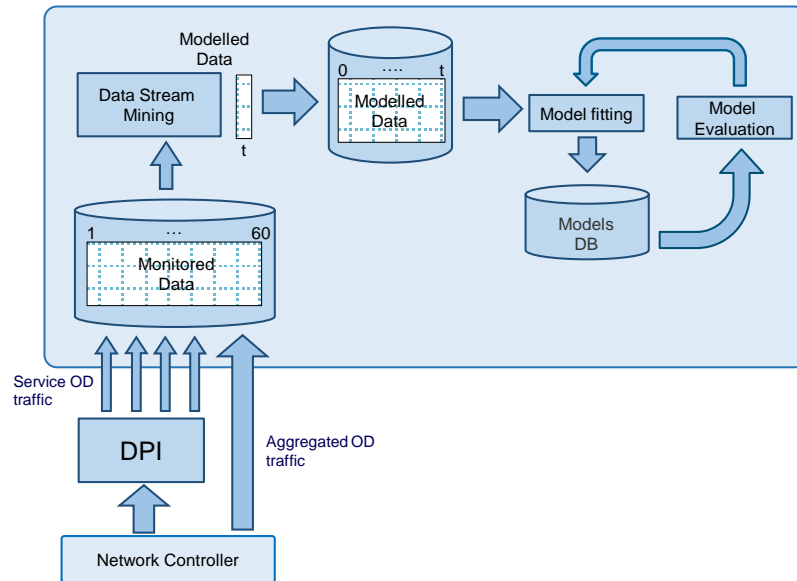 Modelled
Data
Data Stream
Mining
t
0 ···· t
Modelled
Data
Model fitting
Model
Evaluation
Models
DB
1 ··· 60
Monitored
Data
Service OD
traffic
DPI
Aggregated OD
traffic
Network Controller